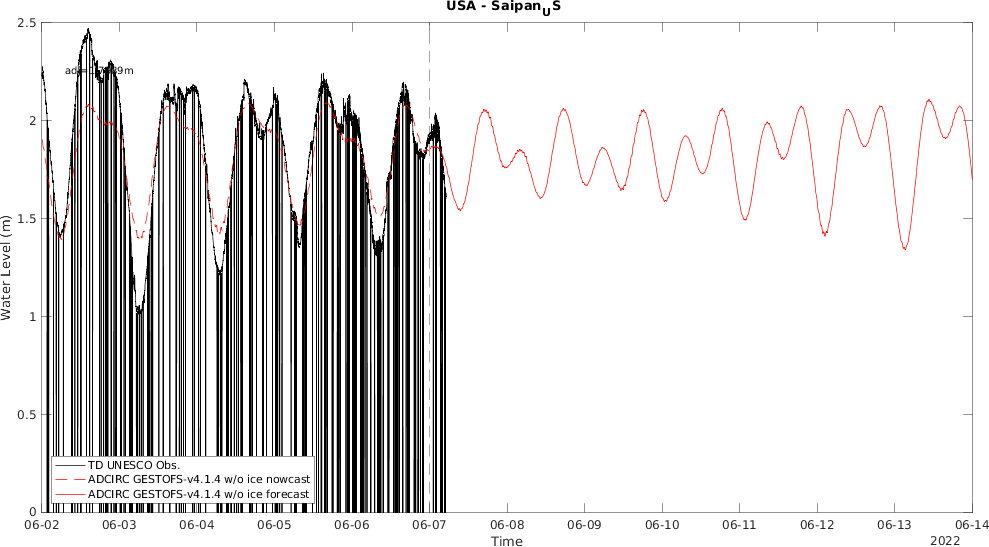 USA - Saipan_US
2.5
2
1.5
1
0.5
0
Water Level (m)
TD UNESCO Obs.
ADCIRC GESTOFS-v4.1.4 w/o ice nowcast
ADCIRC GESTOFS-v4.1.4 w/o ice forecast
06-02 06-03 06-04 06-05 06-06 06-07 06-08 06-09 06-10 06-11 06-12 06-13 06-14
Time
2022